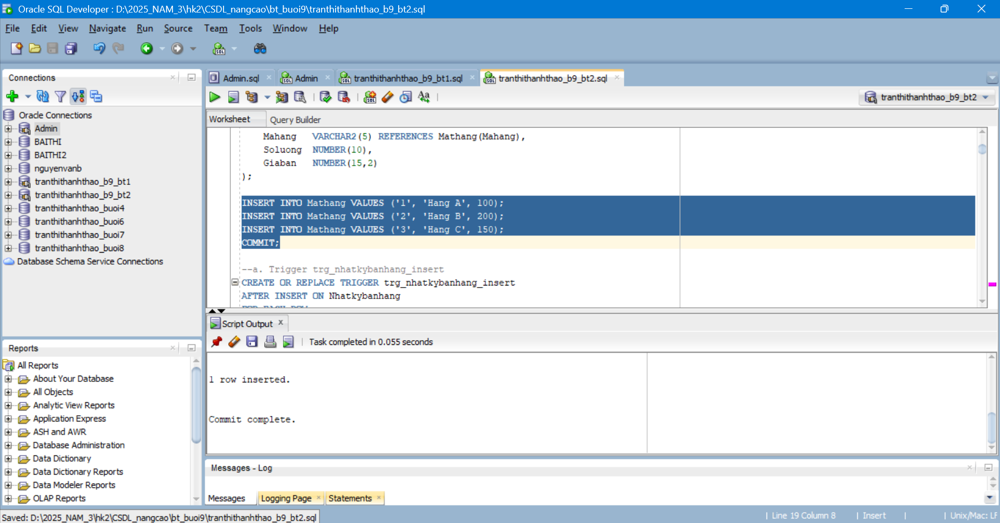 Oracle SQL Developer : D:\2025_NAM_3\hk2\CSDL_nangcao\bt_buoi9\tranthithanhthao_b9_bt2.sql
File Edit View Navigate Run Source Team Tools Window Help
Connections
Oracle Connections
Admin
BAITHI
BAITHI2
nguyenvanb
tranthithanhthao_b9_bt1
tranthithanhthao_b9_bt2
tranthithanhthao_buoi4
tranthithanhthao_buoi6
tranthithanhthao_buoi7
tranthithanhthao_buoi8
Database Schema Service Connections
Reports
All Reports
About Your Database
All Objects
Analytic View Reports
Application Express
ASH and AWR
Database Administration
Data Dictionary
Data Dictionary Reports
Data Modeler Reports
OLAP Reports
Admin.sql Admin tranthithanhthao_b9_bt1.sql tranthithanhthao_b9_bt2.sql
tranthithanhthao_b9_bt2
Worksheet Query Builder
Mahang VARCHAR2(5) REFERENCES Mathang(Mahang),
Soluong NUMBER(10),
Giaban NUMBER(15,2)
);
INSERT INTO Mathang VALUES ('1', 'Hang A', 100);
INSERT INTO Mathang VALUES ('2', 'Hang B', 200);
INSERT INTO Mathang VALUES ('3', 'Hang C', 150);
COMMIT;
--a. Trigger trg_nhatkybanhang_insert
CREATE OR REPLACE TRIGGER trg_nhatkybanhang_insert
AFTER INSERT ON Nhatkybanhang
FOR EACH ROW
Script Output
Task completed in 0.055 seconds
1 row inserted.
Commit complete.
Messages - Log
Messages Logging Page Statements
Saved: D:\2025_NAM_3\hk2\CSDL_nangcao\bt_buoi9\tranthithanhthao_b9_bt2.sql
Line 19 Column 8 | Insert | | Unix/Mac: LF